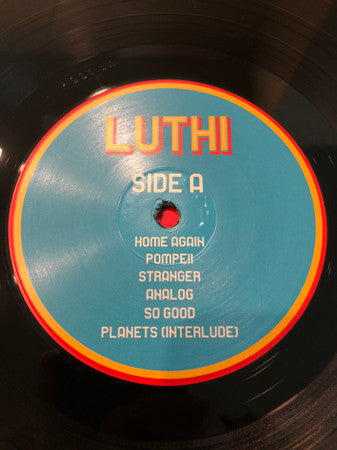 LUTHI
SIDE A
HOME AGAIN
POMPEII
STRANGER
ANALOG
SO GOOD
PLANETS (INTERLUDE)